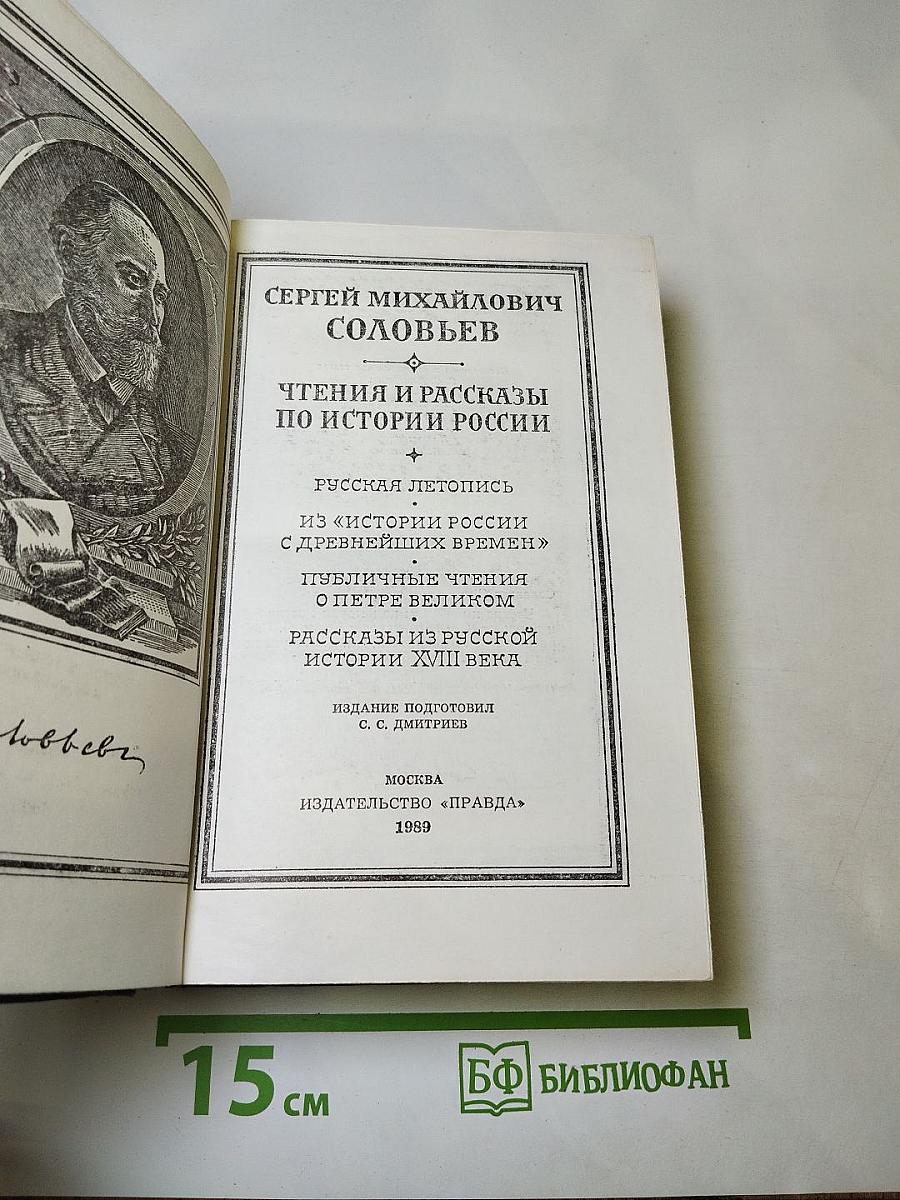 СЕРГЕЙ МИХАЙЛОВИЧ
СОЛОВЬЕВ
ЧТЕНИЯ И РАССКАЗЫ
ПО ИСТОРИИ РОССИИ
РУССКАЯ ЛЕТОПИСЬ
ИЗ «ИСТОРИИ РОССИИ
С ДРЕВНЕЙШИХ ВРЕМЕН»
ПУБЛИЧНЫЕ ЧТЕНИЯ
О ПЕТРЕ ВЕЛИКОМ
РАССКАЗЫ ИЗ РУССКОЙ
ИСТОРИИ XVIII ВЕКА
ИЗДАНИЕ ПОДГОТОВИЛ
С. С. ДМИТРИЕВ
МОСКВА
ИЗДАТЕЛЬСТВО «ПРАВДА»
1989
15 см
БФ БИБЛИОФАН